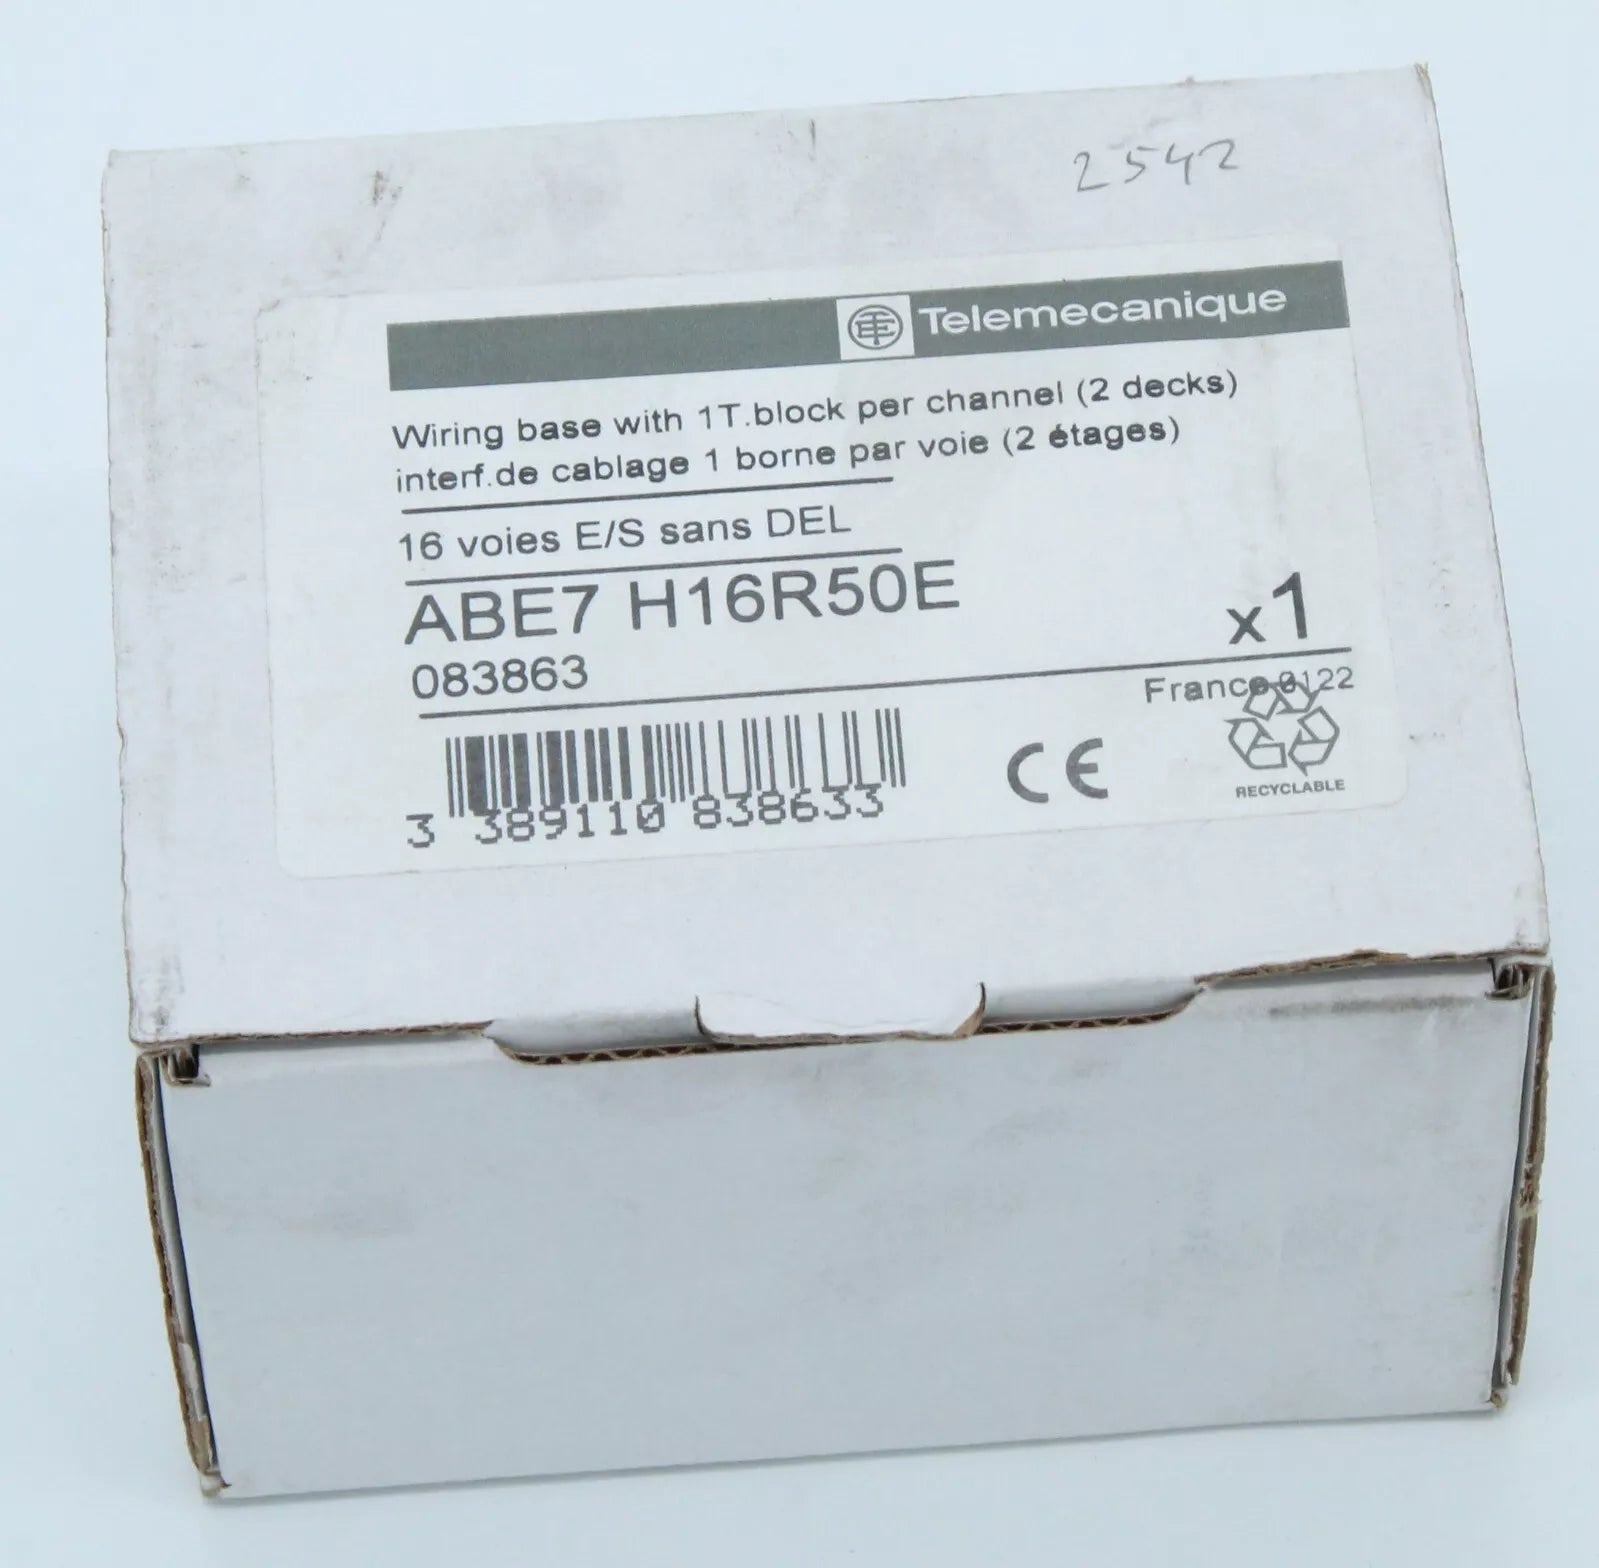 2542
Telemecanique
Wiring base with 1T.block per channel (2 decks)
interf.de cablage 1 borne par voie (2 étages)
16 voies E/S sans DEL
ABE7 H16R50E
x1
083863
France 0122
3 389110 838633
CE
RECYCLABLE